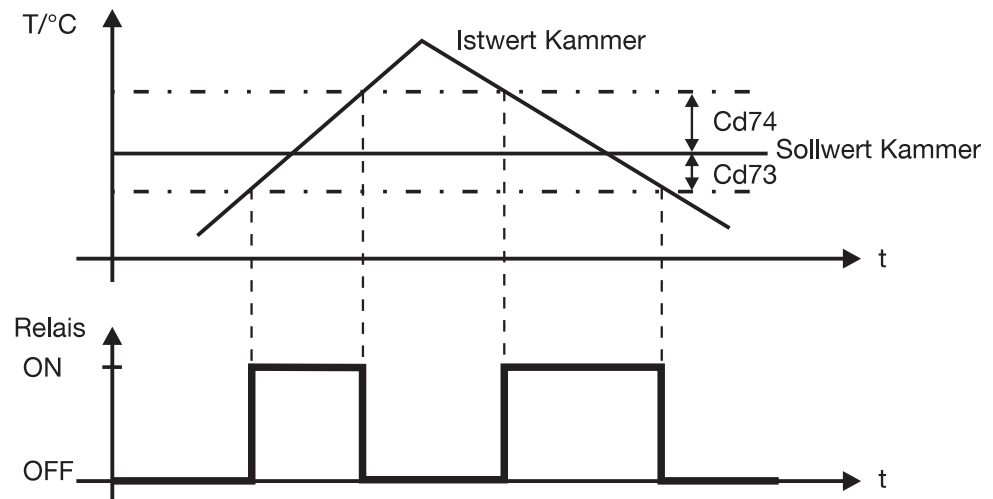 T/°C
Istwert Kammer
Cd74
Sollwert Kammer
Cd73
t
Relais
ON
OFF
t